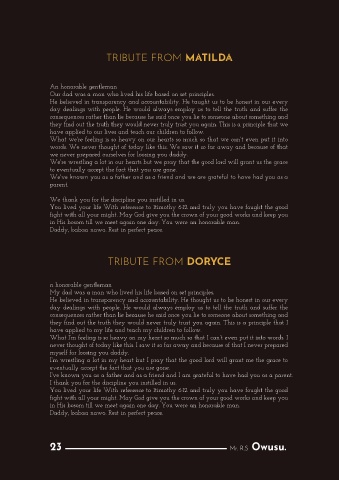 TRIBUTE FROM MATILDA
An honorable gentleman
Our dad was a man who lived his life based on set principles.
He believed in transparency and accountability. He taught us to be honest in our every
day dealings with people. He would always employ us to tell the truth and suffer the
consequences rather than lie because he said once you lie to someone about something and
they find out the truth they would never truly trust you again. This is a principle that we
have applied to our lives and teach our children to follow.
What we're feeling is so heavy on our hearts so much so that we can't even put it into
words. We never thought of today like this. We saw it so far away and because of that
we never prepared ourselves for loosing you daddy.
We're wrestling a lot in our hearts but we pray that the good lord will grant us the grace
to eventually accept the fact that you are gone.
We've known you as a father and as a friend and we are grateful to have had you as a
parent.
We thank you for the discipline you instilled in us.
You lived your life With reference to 2timothy 6:12 and truly you have fought the good
fight with all your might. May God give you the crown of your good works and keep you
in His bosom till we meet again one day. You were an honorable man.
Daddy, bobiaa nawo. Rest in perfect peace.
TRIBUTE FROM DORYCE
n honorable gentleman
My dad was a man who lived his life based on set principles.
He believed in transparency and accountability. He thought us to be honest in our every
day dealings with people. He would always employ us to tell the truth and suffer the
consequences rather than lie because he said once you lie to someone about something and
they find out the truth they would never truly trust you again. This is a principle that I
have applied to my life and teach my children to follow.
What I'm feeling is so heavy on my heart so much so that I can't even put it into words. I
never thought of today like this. I saw it so far away and because of that I never prepared
myself for loosing you daddy.
I'm wrestling a lot in my heart but I pray that the good lord will grant me the grace to
eventually accept the fact that you are gone.
I've known you as a father and as a friend and I am grateful to have had you as a parent.
I thank you for the discipline you instilled in us.
You lived your life With reference to 2timothy 6:12 and truly you have fought the good
fight with all your might. May God give you the crown of your good works and keep you
in His bosom till we meet again one day. You were an honorable man.
Daddy, bobiaa nawo. Rest in perfect peace.
23 Mr. R.S. Owusu.